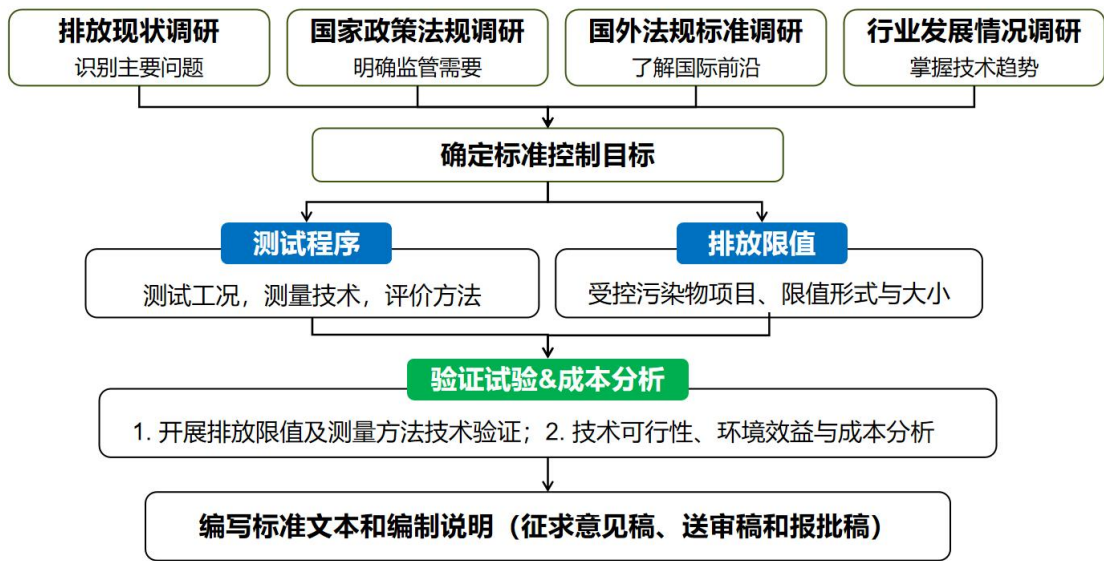 排放现状调研
识别主要问题
国家政策法规调研
明确监管需要
国外法规标准调研
了解国际前沿
行业发展情况调研
掌握技术趋势
确定标准控制目标
测试程序
测试工况，测量技术，评价方法
排放限值
受控污染物项目、限值形式与大小
验证试验&成本分析
1. 开展排放限值及测量方法技术验证；2. 技术可行性、环境效益与成本分析
编写标准文本和编制说明（征求意见稿、送审稿和报批稿）